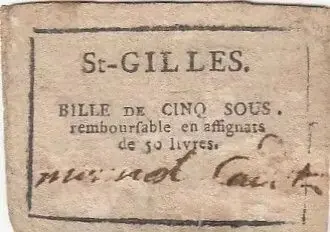 St-GILLES.
BILLE DE CINQ SOUS.
rembourſable en aſſignats
de 50 livres.